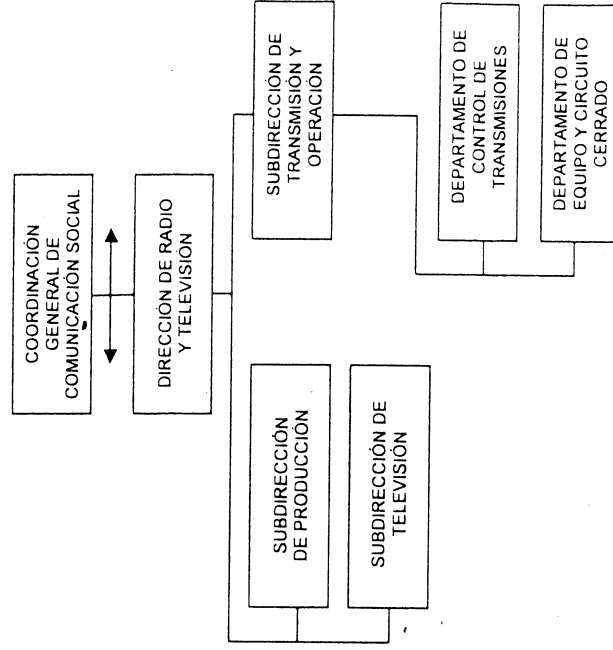 COORDINACIÓN
GENERAL DE
COMUNICACIÓN SOCIAL
DIRECCIÓN DE RADIO
Y TELEVISIÓN
SUBDIRECCIÓN
DE PRODUCCIÓN
SUBDIRECCIÓN DE
TELEVISIÓN
SUBDIRECCIÓN DE
TRANSMISIÓN Y
OPERACIÓN
DEPARTAMENTO DE
CONTROL DE
TRANSMISIONES
DEPARTAMENTO DE
EQUIPO Y CIRCUITO
CERRADO